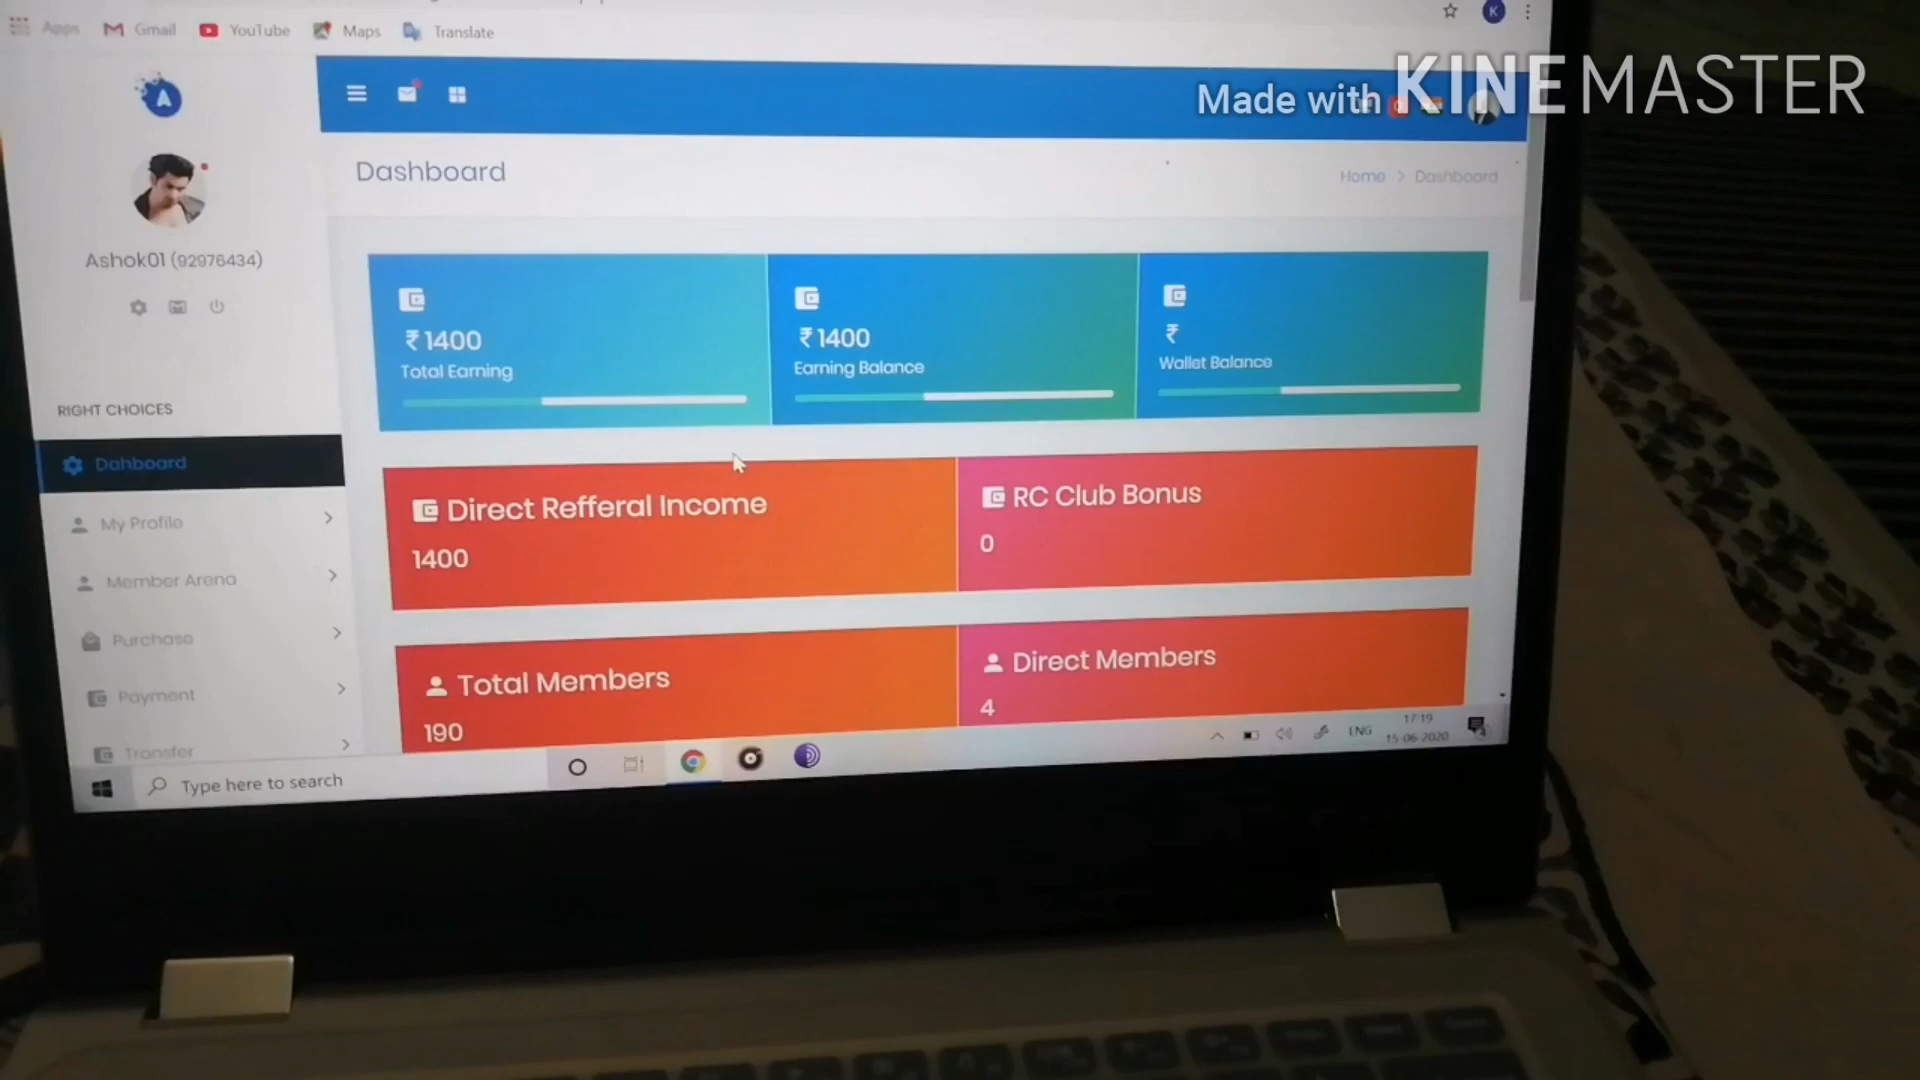 Apps Gmail YouTube Maps Translate
K
Made with KINEMASTER
A
Dashboard
Home > Dashboard
Ashok01 (92976434)
₹1400
Total Earning
₹1400
Earning Balance
₹
Wallet Balance
RIGHT CHOICES
Dahboard
My Profile
Member Arena
Purchase
Payment
Transfer
Direct Refferal Income
1400
RC Club Bonus
0
Total Members
190
Direct Members
4
Type here to search
ENG
17:19
15-06-2020